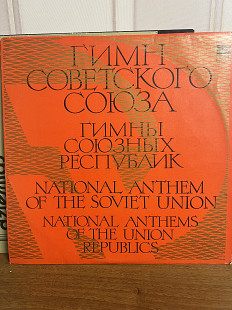 ГИМН
СОВЕТСКОГО
СОЮЗА
ГИМНЫ
СОЮЗНЫХ
РЕСПУБЛИК
NATIONAL ANTHEM
OF THE SOVIET UNION
NATIONAL ANTHEMS
OF THE UNION
REPUBLICS